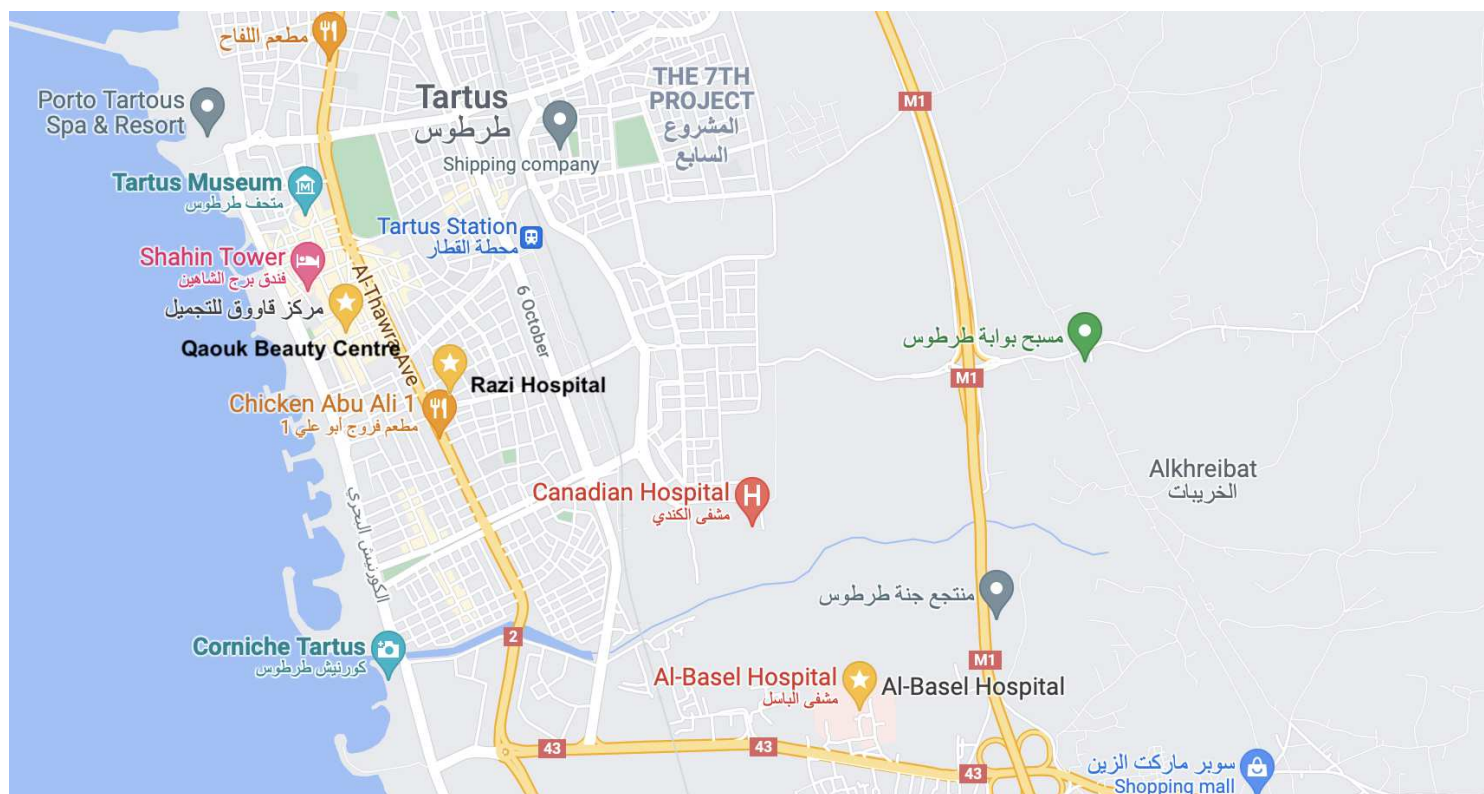 مطعم اللفاح
Porto Tartous
Spa & Resort
Tartus
طرطوس
Shipping company
THE 7TH
PROJECT
المشروع
السابع
M1
Tartus Museum
متحف طرطوس
Tartus Station
محطة القطار
Shahin Tower
فندق برج الشاهين
مركز قاووق للتجميل
Qaouk Beauty Centre
Al-Thawra Ave
6 October
Razi Hospital
Chicken Abu Ali 1
مطعم فروج أبو علي 1
مسبح بوابة طرطوس
M1
Alkhreibat
الخريبات
Canadian Hospital
مشفى الكندي
الكورنيش البحري
منتجع جنة طرطوس
2
Corniche Tartus
كورنيش طرطوس
M1
Al-Basel Hospital
مشفى الباسل
Al-Basel Hospital
43
43
43
سوبر ماركت الزين
Shopping mall